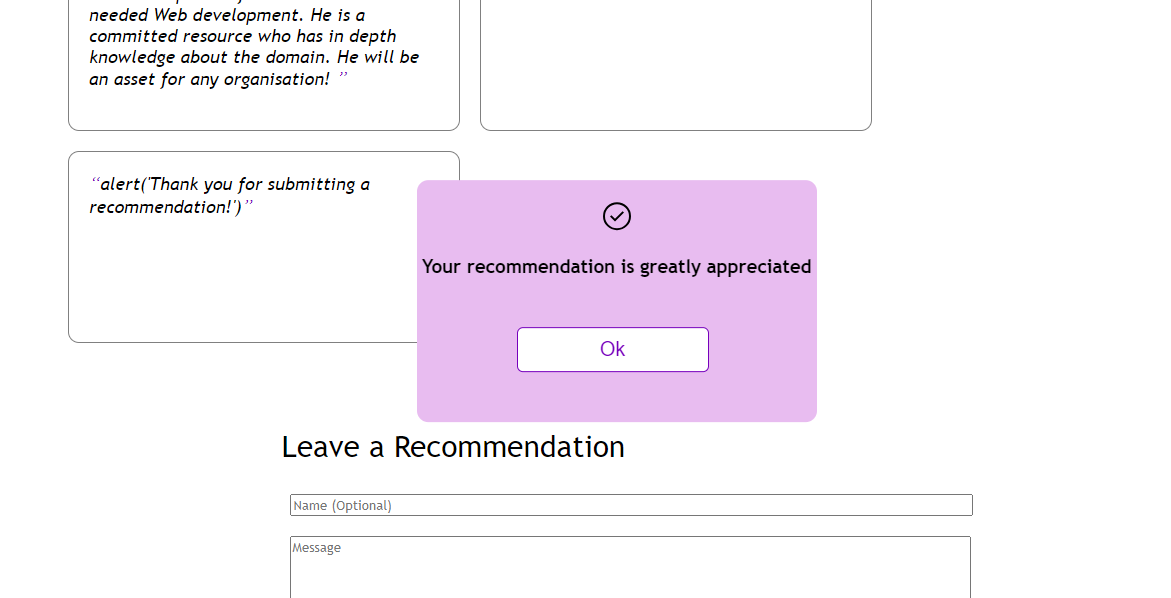 needed Web development. He is a
committed resource who has in depth
knowledge about the domain. He will be
an asset for any organisation! ”
“alert('Thank you for submitting a
recommendation!')”
Your recommendation is greatly appreciated
Ok
Leave a Recommendation
Name (Optional)
Message